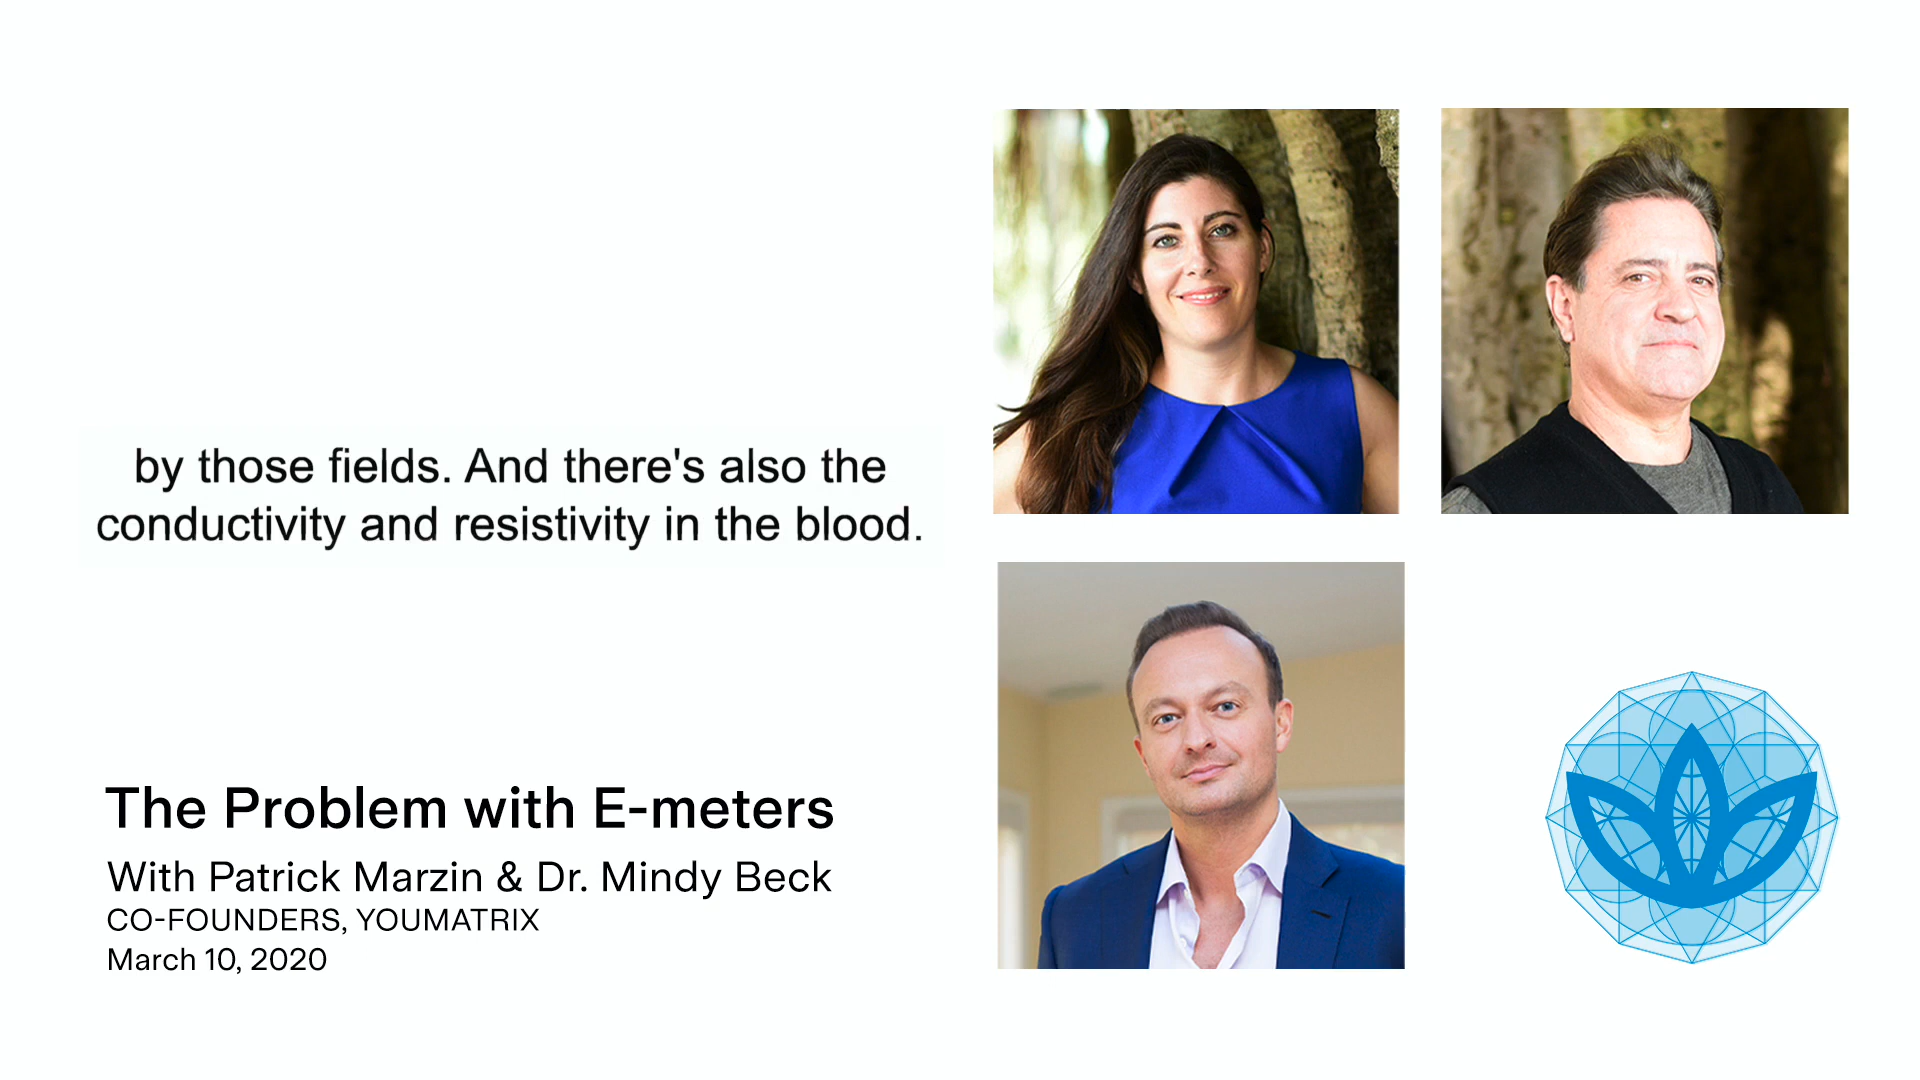 by those fields. And there's also the
conductivity and resistivity in the blood.
The Problem with E-meters
With Patrick Marzin & Dr. Mindy Beck
CO-FOUNDERS, YOUMATRIX
March 10, 2020